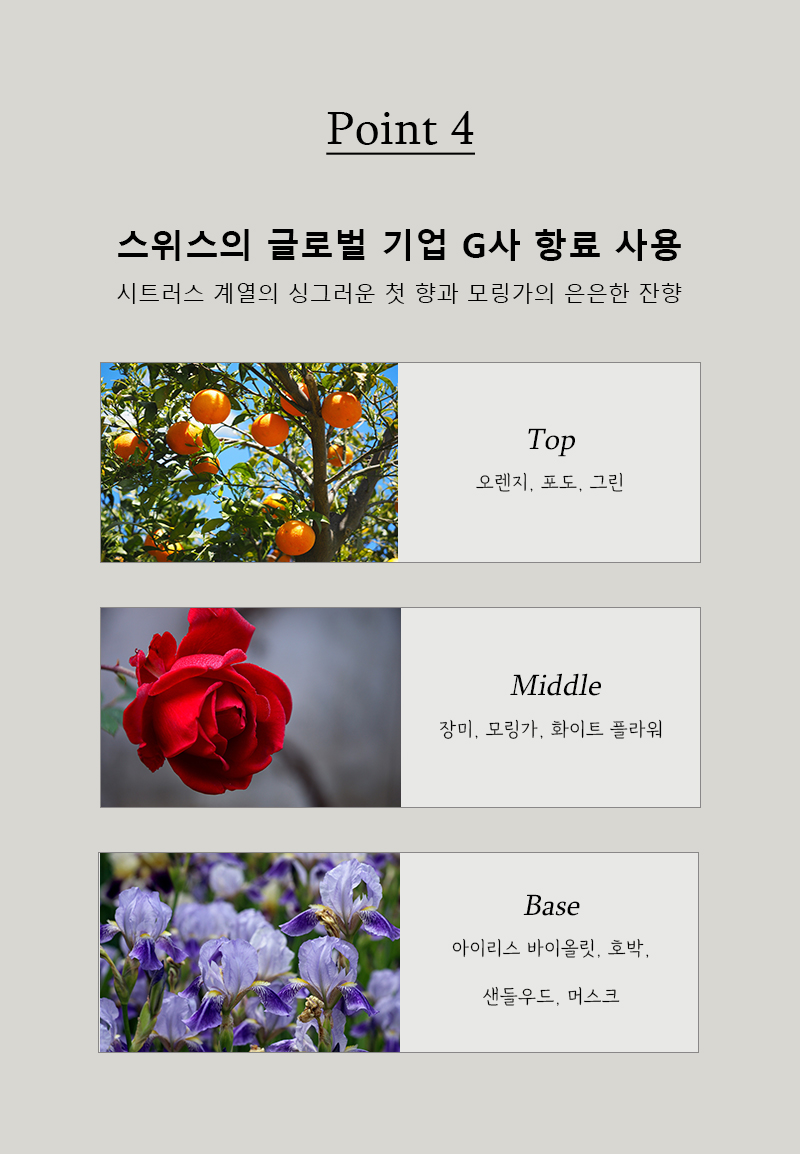 Point 4
스위스의 글로벌 기업 G사 향료 사용
시트러스 계열의 싱그러운 첫 향과 모링가의 은은한 잔향
Top
오렌지, 포도, 그린
Middle
장미, 모링가, 화이트 플라워
Base
아이리스 바이올릿, 호박,
샌들우드, 머스크